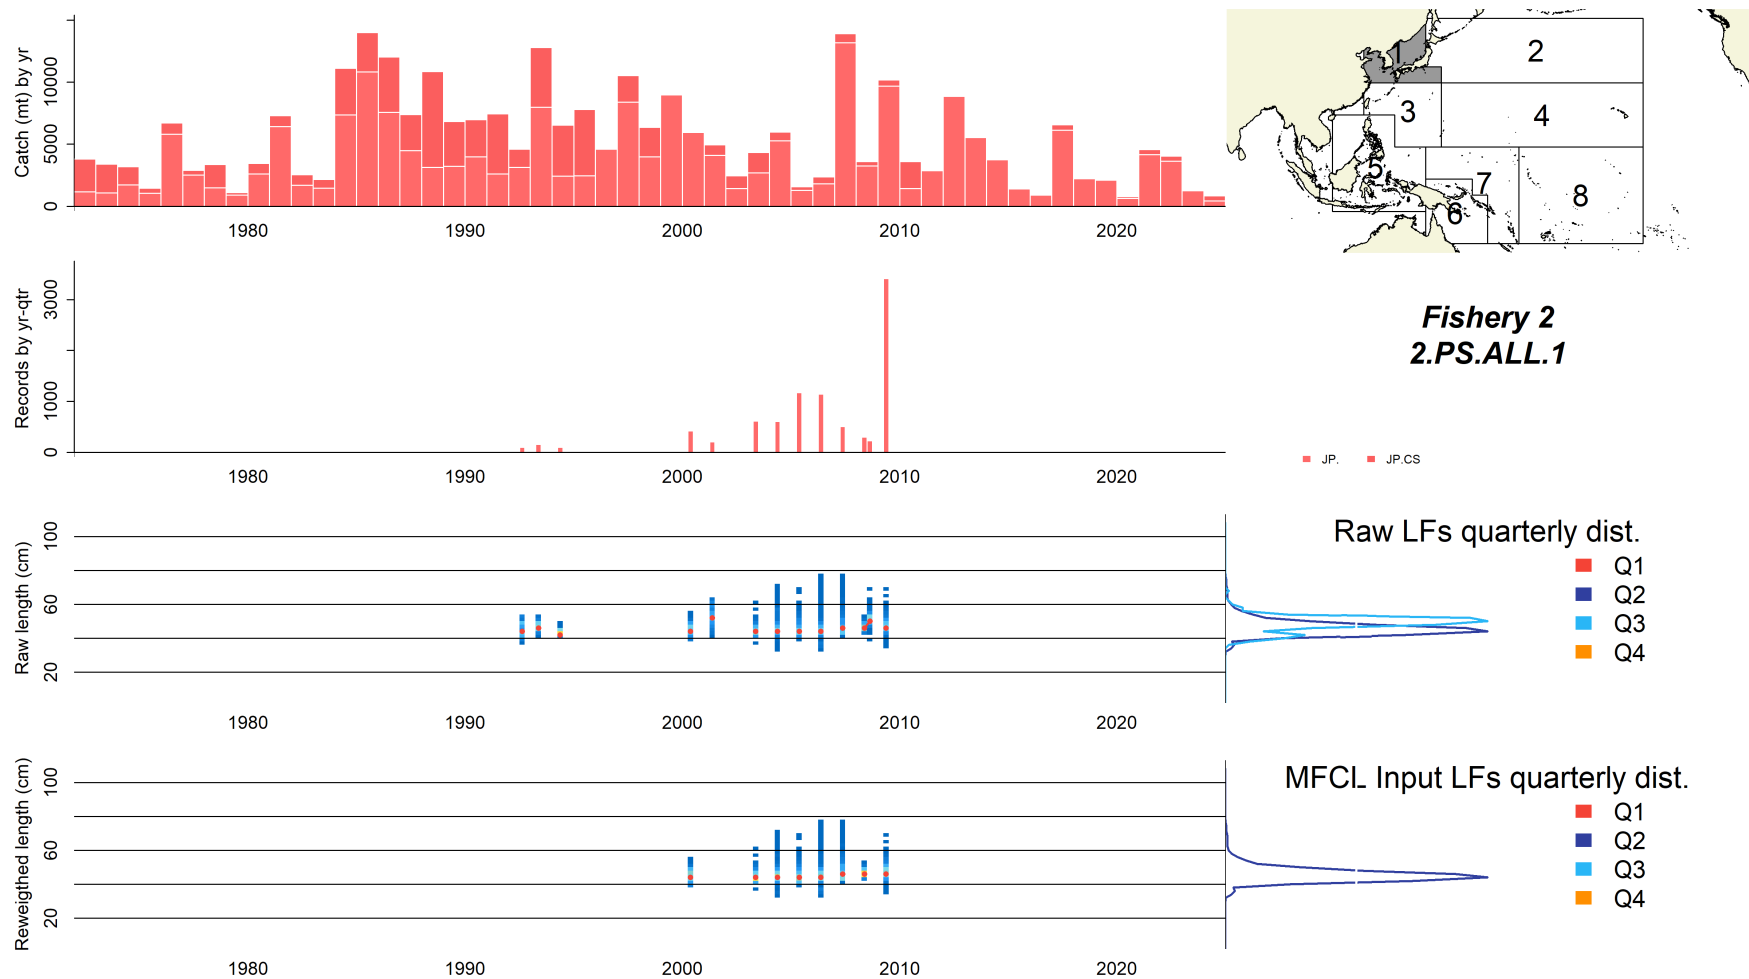 Catch (mt) by yr
0
5000
10000
1980
1990
2000
2010
2020
1
2
3
4
5
6
7
8
Fishery 2
2.PS.ALL.1
Records by yr-qtr
0
1000
3000
1980
1990
2000
2010
2020
JP.
JP.CS
Raw length (cm)
20
60
100
1980
1990
2000
2010
2020
Raw LFs quarterly dist.
Q1
Q2
Q3
Q4
Reweigthed length (cm)
20
60
100
1980
1990
2000
2010
2020
MFCL Input LFs quarterly dist.
Q1
Q2
Q3
Q4